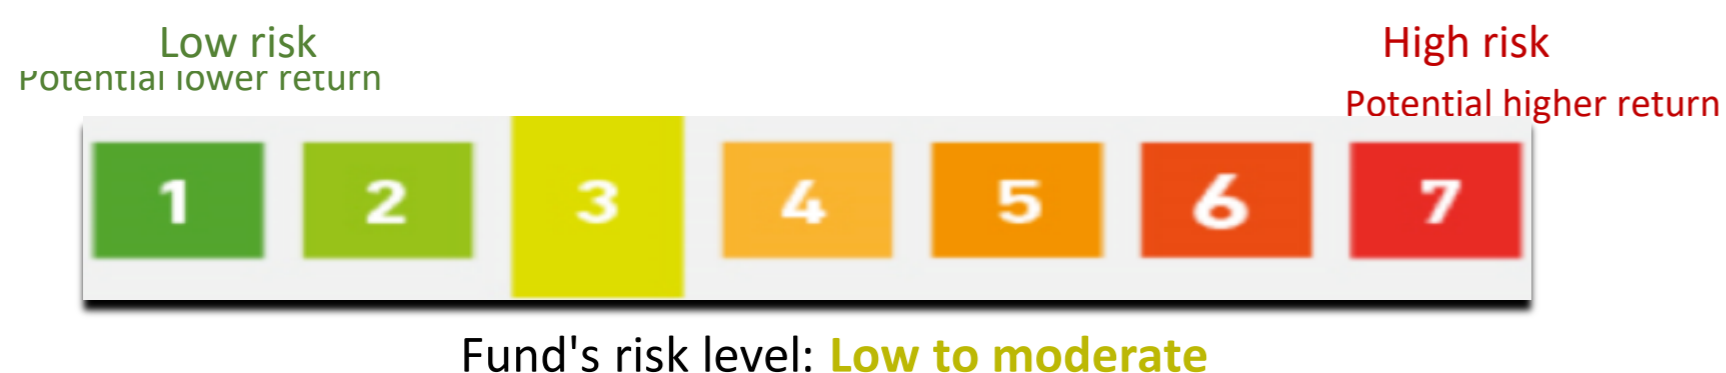 Low risk
Potential lower return
High risk
Potential higher return
1 2 3 4 5 6 7
Fund's risk level: Low to moderate